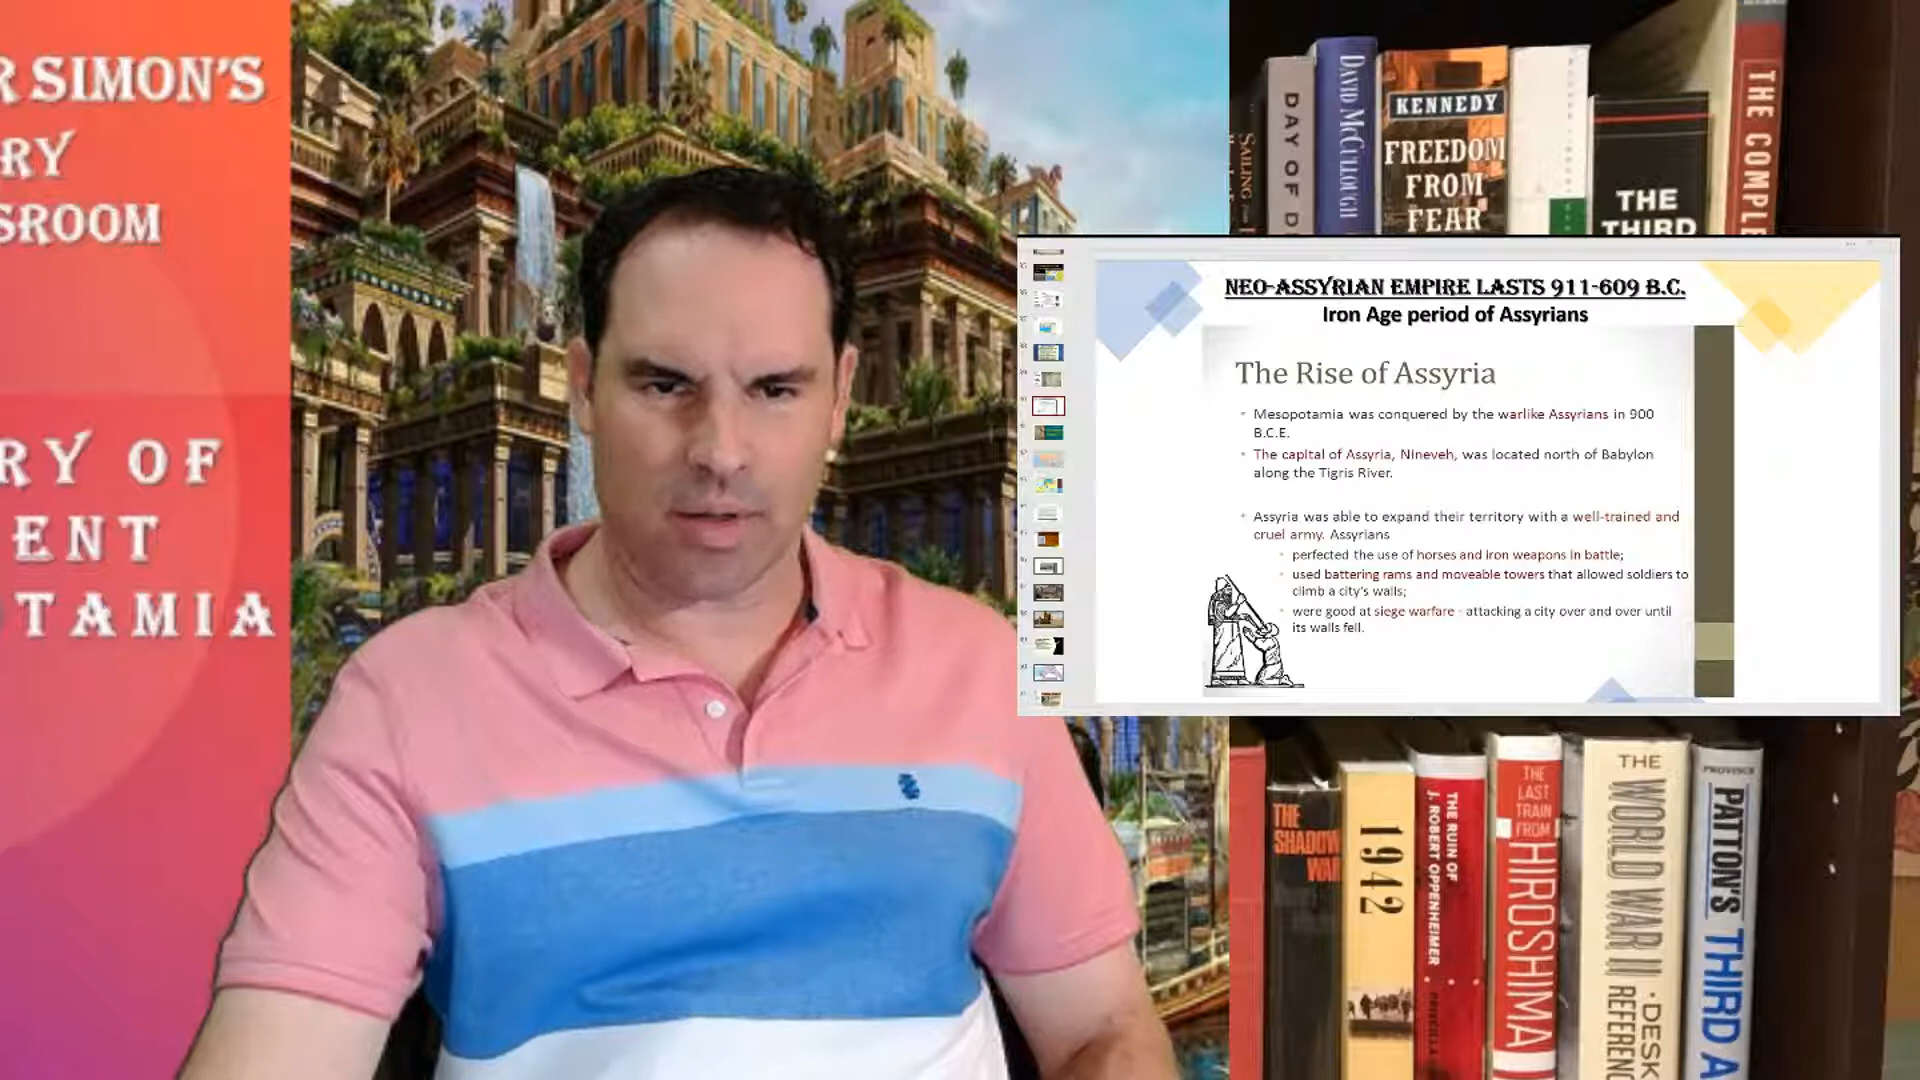 R SIMON'S
RY
SROOM
RY OF
ENT
TAMIA
SAILING
DAY OF D
DAVID McCULLOUGH
KENNEDY
FREEDOM
FROM
FEAR
THE
THIRD
THE COMPLE
NEO-ASSYRIAN EMPIRE LASTS 911-609 B.C.
Iron Age period of Assyrians
The Rise of Assyria
• Mesopotamia was conquered by the warlike Assyrians in 900
B.C.E.
• The capital of Assyria, Nineveh, was located north of Babylon
along the Tigris River.
• Assyria was able to expand their territory with a well-trained and
cruel army. Assyrians
• perfected the use of horses and iron weapons in battle;
• used battering rams and moveable towers that allowed soldiers to
climb a city's walls;
• were good at siege warfare - attacking a city over and over until
its walls fell.
THE
SHADOW
WAR
1942
THE RUIN OF
J. ROBERT OPPENHEIMER
PRISCILLA
THE
LAST
TRAIN
FROM
HIROSHIMA
THE
WORLD WAR II
• DESK
REFERENC
PROVINCE
PATTON'S
THIRD A